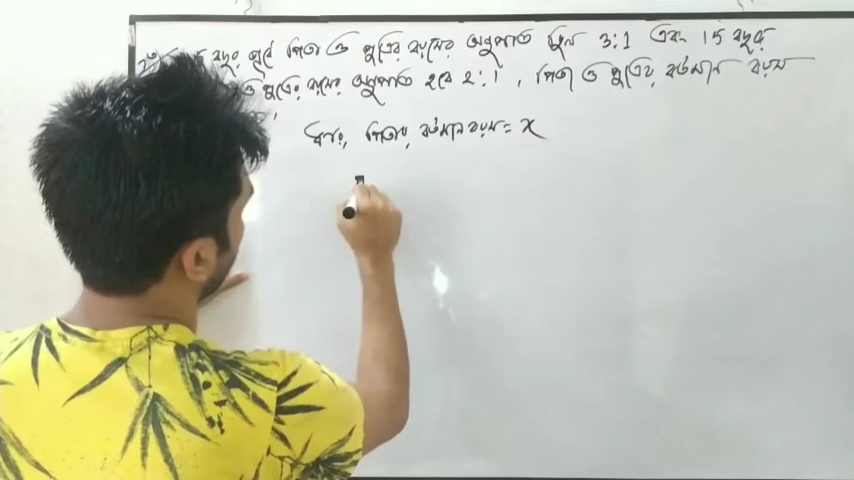 বছর পূর্বে পিতা ও পুত্রের বয়সের অনুপাত ছিল 3:1 এবং 15 বছর
পুত্রের বয়সের অনুপাত হবে 2:1, পিতা ও পুত্রের বর্তমান বয়স
ধরি, পিতার বর্তমান বয়স = x